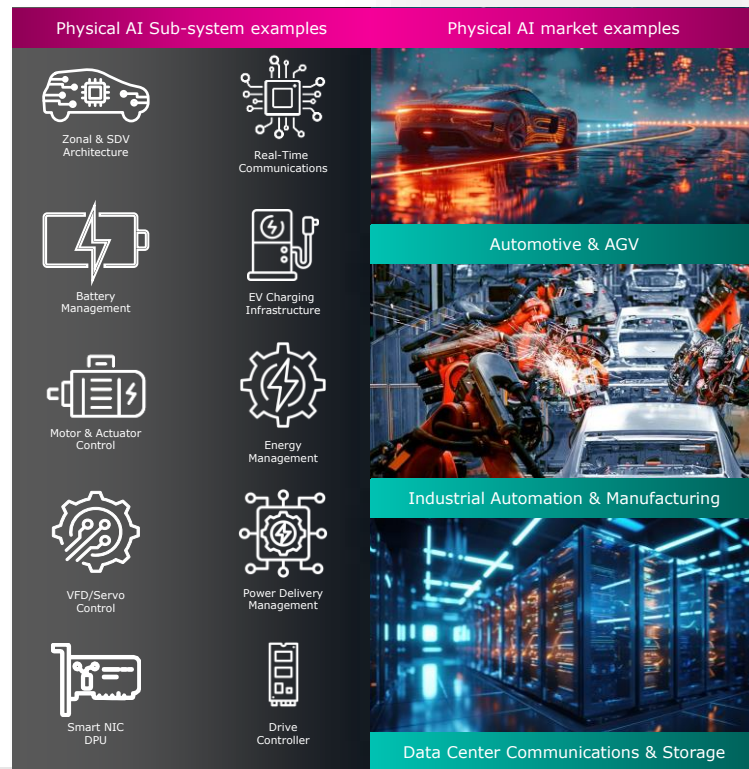 Physical AI Sub-system examples
Physical AI market examples
Zonal & SDV
Architecture
Real-Time
Communications
Battery
Management
EV Charging
Infrastructure
Motor & Actuator
Control
Energy
Management
VFD/Servo
Control
Power Delivery
Management
Smart NIC
DPU
Drive
Controller
Automotive & AGV
Industrial Automation & Manufacturing
Data Center Communications & Storage